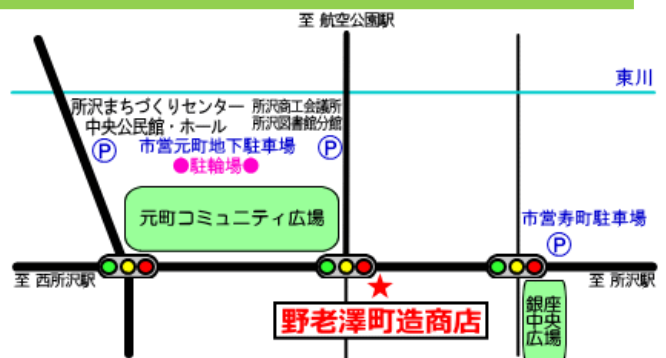 至 航空公園駅
東川
所沢まちづくりセンター
中央公民館・ホール
所沢商工会議所
所沢図書館分館
P
市営元町地下駐車場
P
●駐輪場●
元町コミュニティ広場
市営寿町駐車場
P
至 西所沢駅
至 所沢駅
野老澤町造商店
銀座
中央
広場